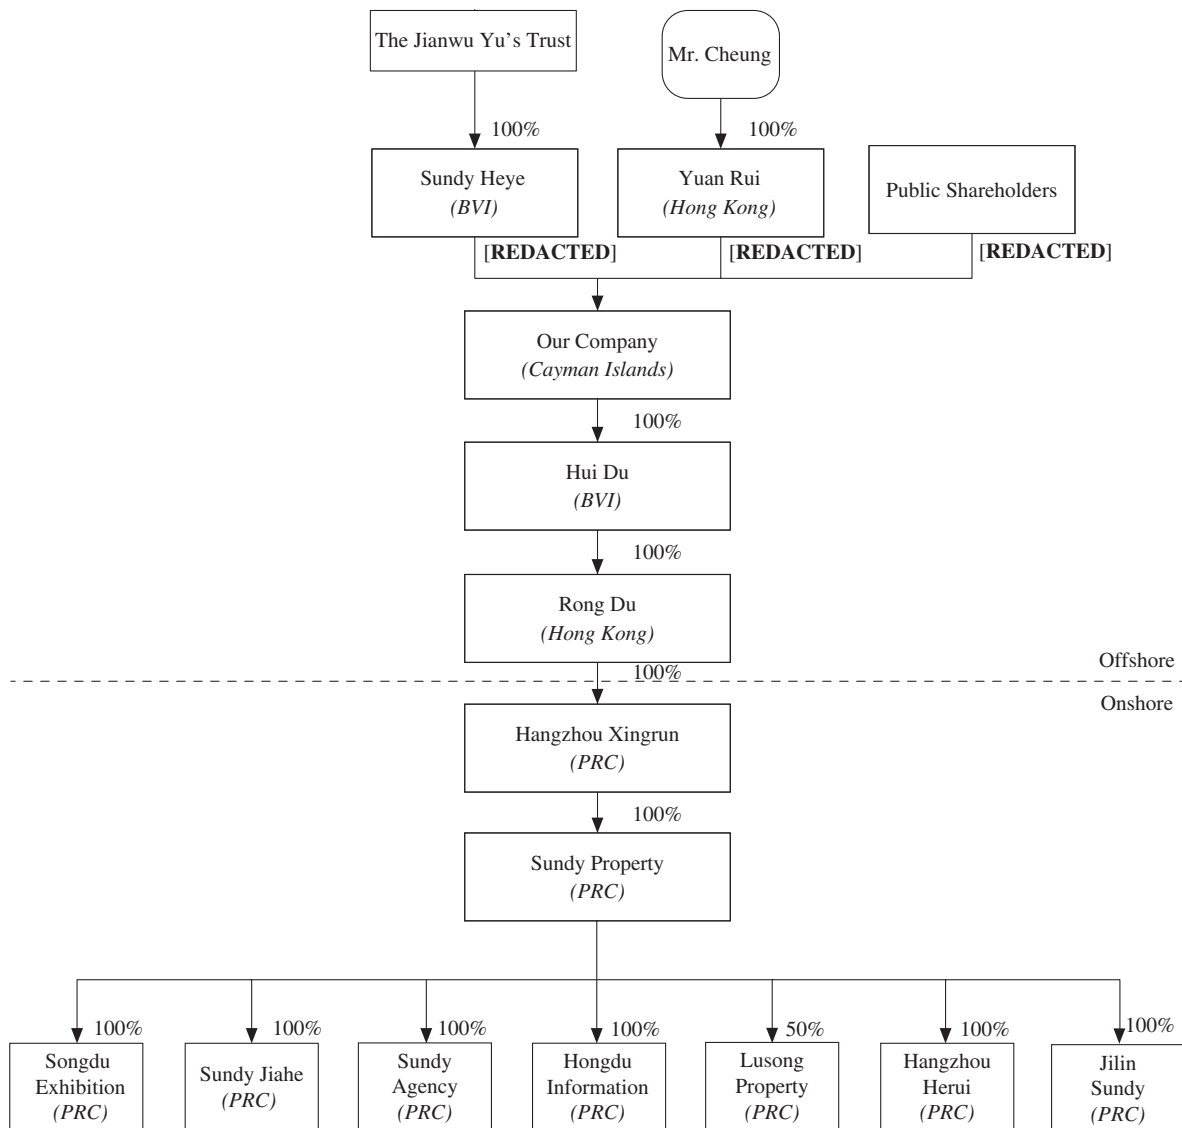 The Jianwu Yu’s Trust
Mr. Cheung
100%
100%
Sundy Heye
(BVI)
Yuan Rui
(Hong Kong)
Public Shareholders
[REDACTED]
[REDACTED]
[REDACTED]
Our Company
(Cayman Islands)
100%
Hui Du
(BVI)
100%
Rong Du
(Hong Kong)
Offshore
100%
Onshore
Hangzhou Xingrun
(PRC)
100%
Sundy Property
(PRC)
100%
100%
100%
100%
50%
100%
100%
Songdu
Exhibition
(PRC)
Sundy Jiahe
(PRC)
Sundy
Agency
(PRC)
Hongdu
Information
(PRC)
Lusong
Property
(PRC)
Hangzhou
Herui
(PRC)
Jilin
Sundy
(PRC)